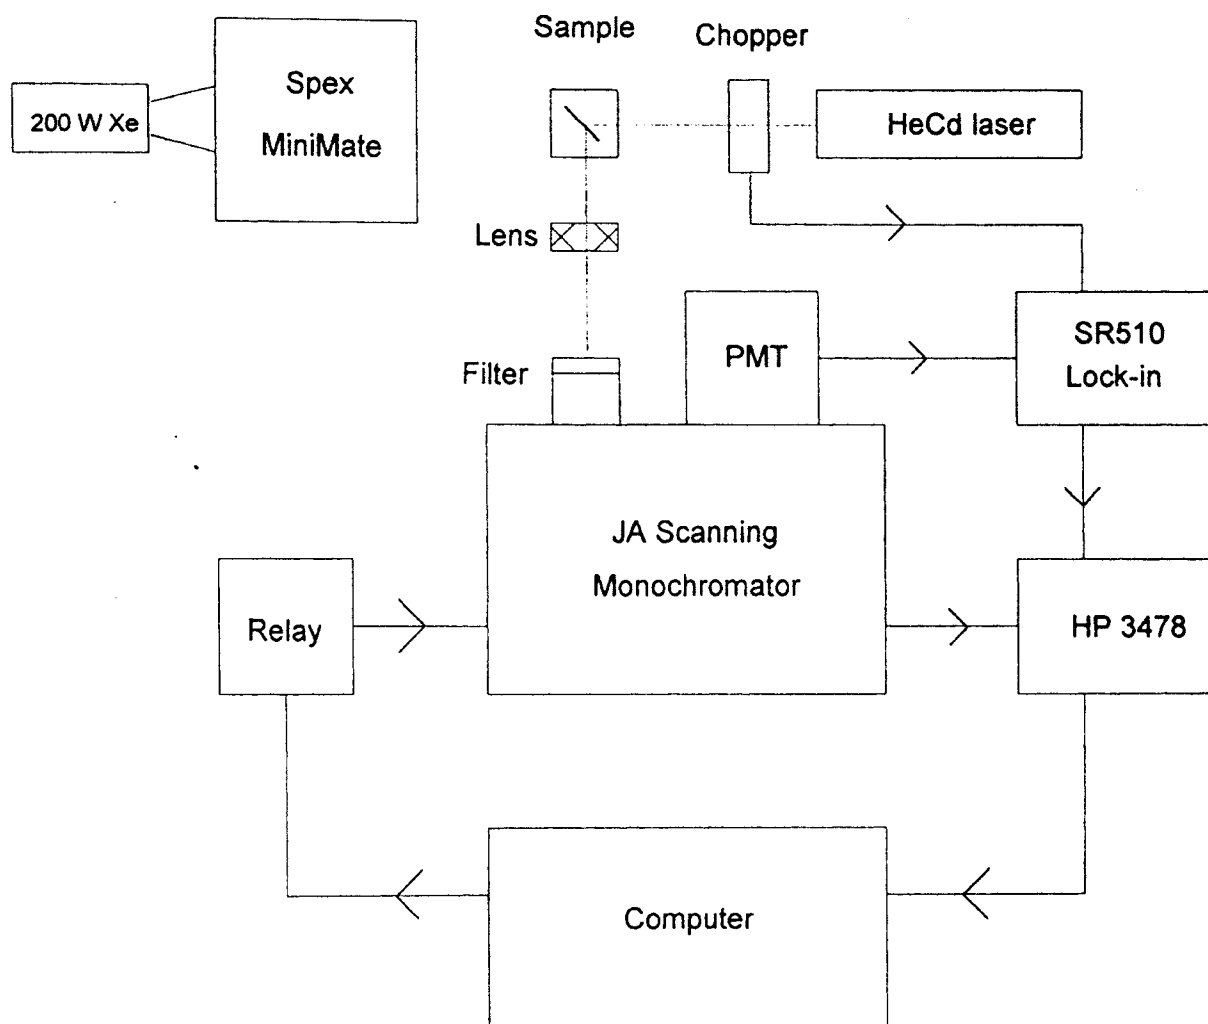 Sample
Chopper
Spex
MiniMate
200 W Xe
HeCd laser
Lens
Filter
PMT
SR510
Lock-in
JA Scanning
Monochromator
Relay
HP 3478
Computer